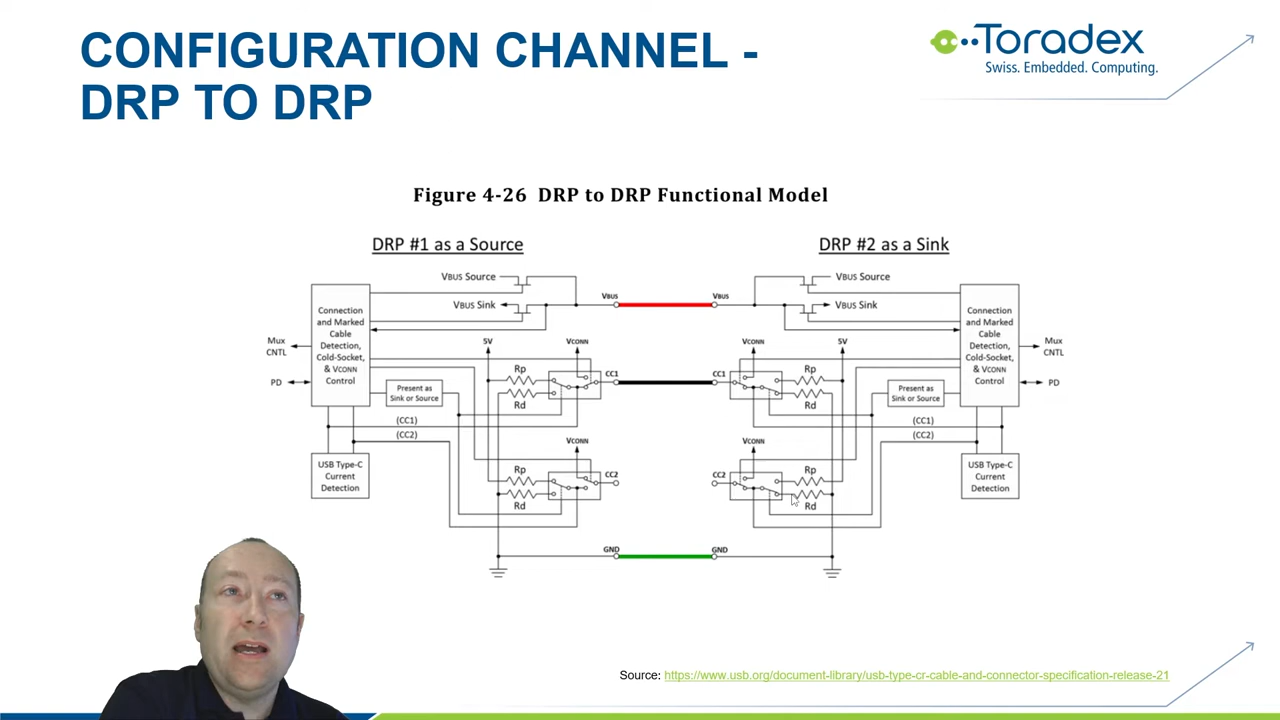 CONFIGURATION CHANNEL -
DRP TO DRP
Toradex
Swiss. Embedded. Computing.
Figure 4-26 DRP to DRP Functional Model
DRP #1 as a Source
DRP #2 as a Sink
VBUS Source
VBUS Source
VBUS Sink
VBUS
VBUS
VBUS Sink
Connection
and Marked
Cable
Detection,
Cold-Socket,
& VCONN
Control
Connection
and Marked
Cable
Detection,
Cold-Socket,
& VCONN
Control
Mux
CNTL
Mux
CNTL
PD
PD
5V
VCONN
VCONN
5V
Rp
CC1
CC1
Rp
Rd
Rd
Present as
Sink or Source
Present as
Sink or Source
(CC1)
(CC1)
(CC2)
(CC2)
VCONN
VCONN
USB Type-C
Current
Detection
USB Type-C
Current
Detection
Rp
CC2
CC2
Rp
Rd
Rd
GND
GND
Source: https://www.usb.org/document-library/usb-type-cr-cable-and-connector-specification-release-21